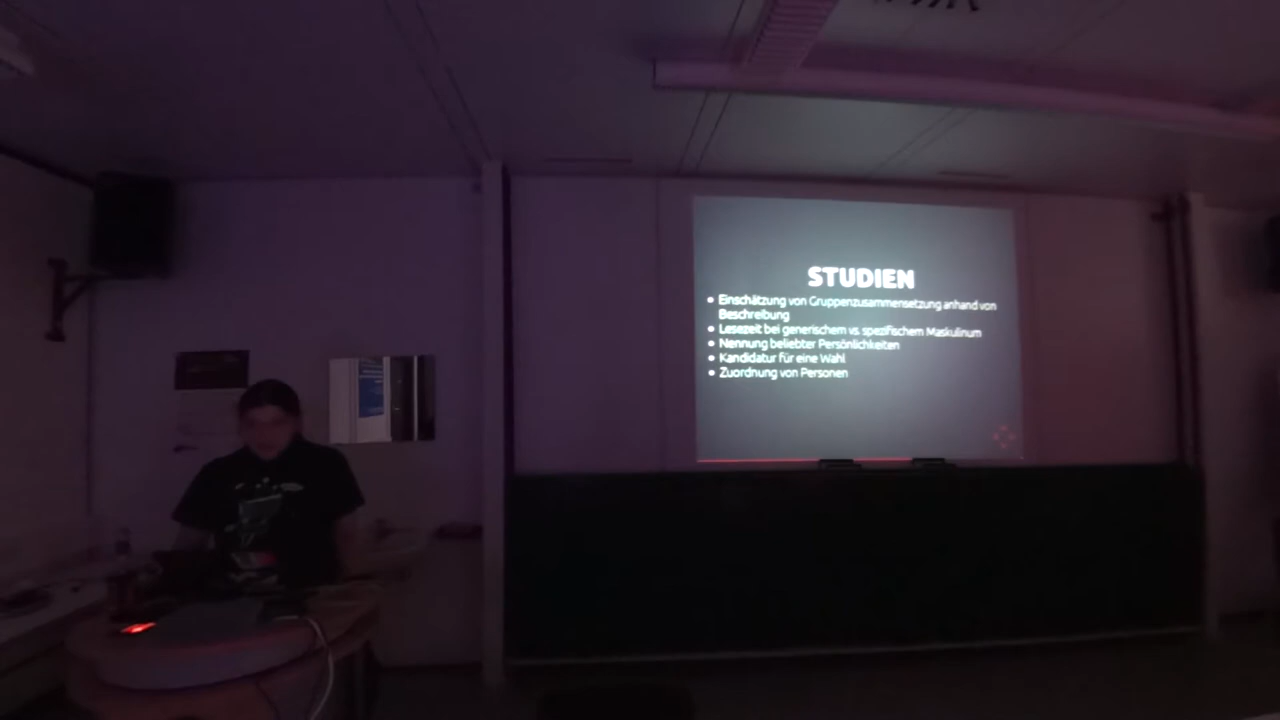 STUDIEN
Einschätzung von Gruppenzusammensetzung anhand von
Beschreibung
Lesezeit bei generischem vs. spezifischem Maskulinum
Nennung beliebter Persönlichkeiten
Kandidatur für eine Wahl
Zuordnung von Personen